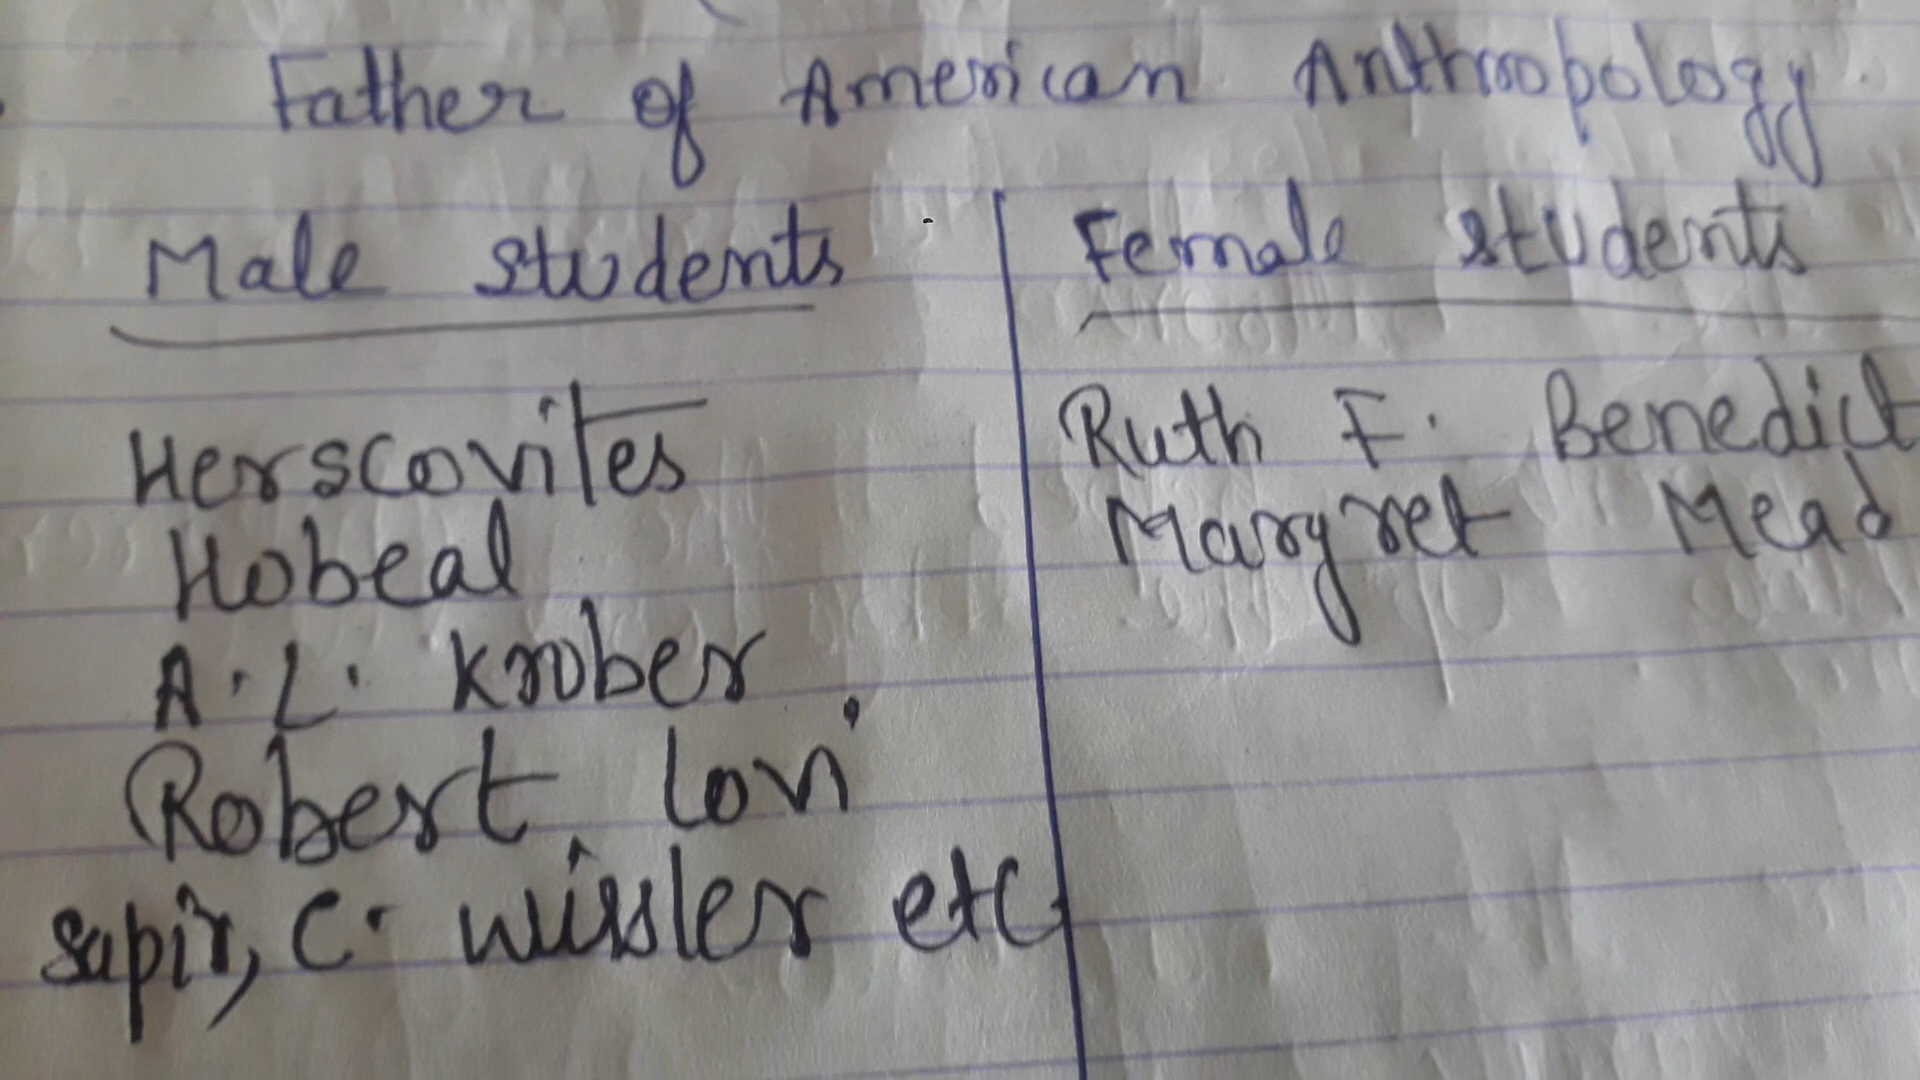 Father of American Anthropology
Male students
Herscovites
Hobeal
A. L. Krober
Robert Lovi
sapir, C. wissler etc
Female students
Ruth F. Benedict
Margret Mead